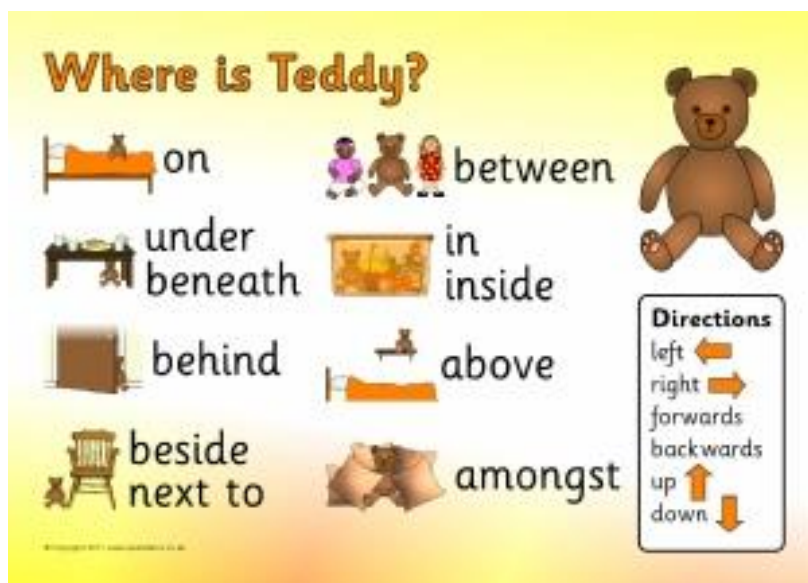 Where is Teddy?
on
between
under
beneath
in
inside
behind
above
beside
next to
amongst
Directions
left
right
forwards
backwards
up
down